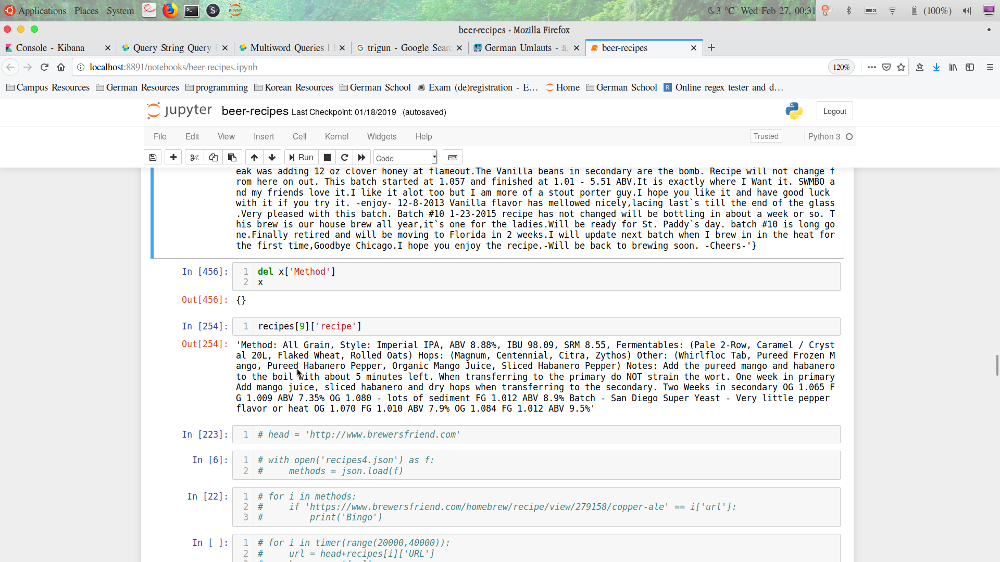 Applications Places System 3 °C Wed Feb 27, 00:31 (100%)
beer-recipes - Mozilla Firefox
Console - Kibana Query String Query Multiword Queries | trigun - Google Sear German Umlauts - ä, beer-recipes
localhost:8891/notebooks/beer-recipes.ipynb 120%
Campus Resources German Resources programming Korean Resources German School Exam (de)registration - E… Home German School Online regex tester and d…
jupyter beer-recipes Last Checkpoint: 01/18/2019 (autosaved) Logout
File Edit View Insert Cell Kernel Widgets Help Trusted Python 3
Run Code
eak was adding 12 oz clover honey at flameout.The Vanilla beans in secondary are the bomb. Recipe will not change f
rom here on out. This batch started at 1.057 and finished at 1.01 - 5.51 ABV.It is exactly where I Want it. SWMBO a
nd my friends love it.I like it alot too but I am more of a stout porter guy.I hope you like it and have good luck
with it if you try it. -enjoy- 12-8-2013 Vanilla flavor has mellowed nicely,lacing last`s till the end of the glass
.Very pleased with this batch. Batch #10 1-23-2015 recipe has not changed will be bottling in about a week or so. T
his brew is our house brew all year,it`s one for the ladies.Will be ready for St. Paddy`s day. batch #10 is long go
ne.Finally retired and will be moving to Florida in 2 weeks.I will update next batch when I brew in in the heat for
the first time,Goodbye Chicago.I hope you enjoy the recipe.-Will be back to brewing soon. -Cheers-'}
In [456]: 1 del x['Method']
2 x
Out[456]: {}
In [254]: 1 recipes[9]['recipe']
Out[254]: 'Method: All Grain, Style: Imperial IPA, ABV 8.88%, IBU 98.09, SRM 8.55, Fermentables: (Pale 2-Row, Caramel / Cryst
al 20L, Flaked Wheat, Rolled Oats) Hops: (Magnum, Centennial, Citra, Zythos) Other: (Whirlfloc Tab, Pureed Frozen M
ango, Pureed Habanero Pepper, Organic Mango Juice, Sliced Habanero Pepper) Notes: Add the pureed mango and habanero
to the boil with about 5 minutes left. When transferring to the primary do NOT strain the wort. One week in primary
Add mango juice, sliced habanero and dry hops when transferring to the secondary. Two Weeks in secondary OG 1.065 F
G 1.009 ABV 7.35% OG 1.080 - lots of sediment FG 1.012 ABV 8.9% Batch - San Diego Super Yeast - Very little pepper
flavor or heat OG 1.070 FG 1.010 ABV 7.9% OG 1.084 FG 1.012 ABV 9.5%'
In [223]: 1 # head = 'http://www.brewersfriend.com'
In [6]: 1 # with open('recipes4.json') as f:
2 #     methods = json.load(f)
In [22]: 1 # for i in methods:
2 #     if 'https://www.brewersfriend.com/homebrew/recipe/view/279158/copper-ale' == i['url']:
3 #         print('Bingo')
In [ ]: 1 # for i in timer(range(20000,40000)):
2 #     url = head+recipes[i]['URL']